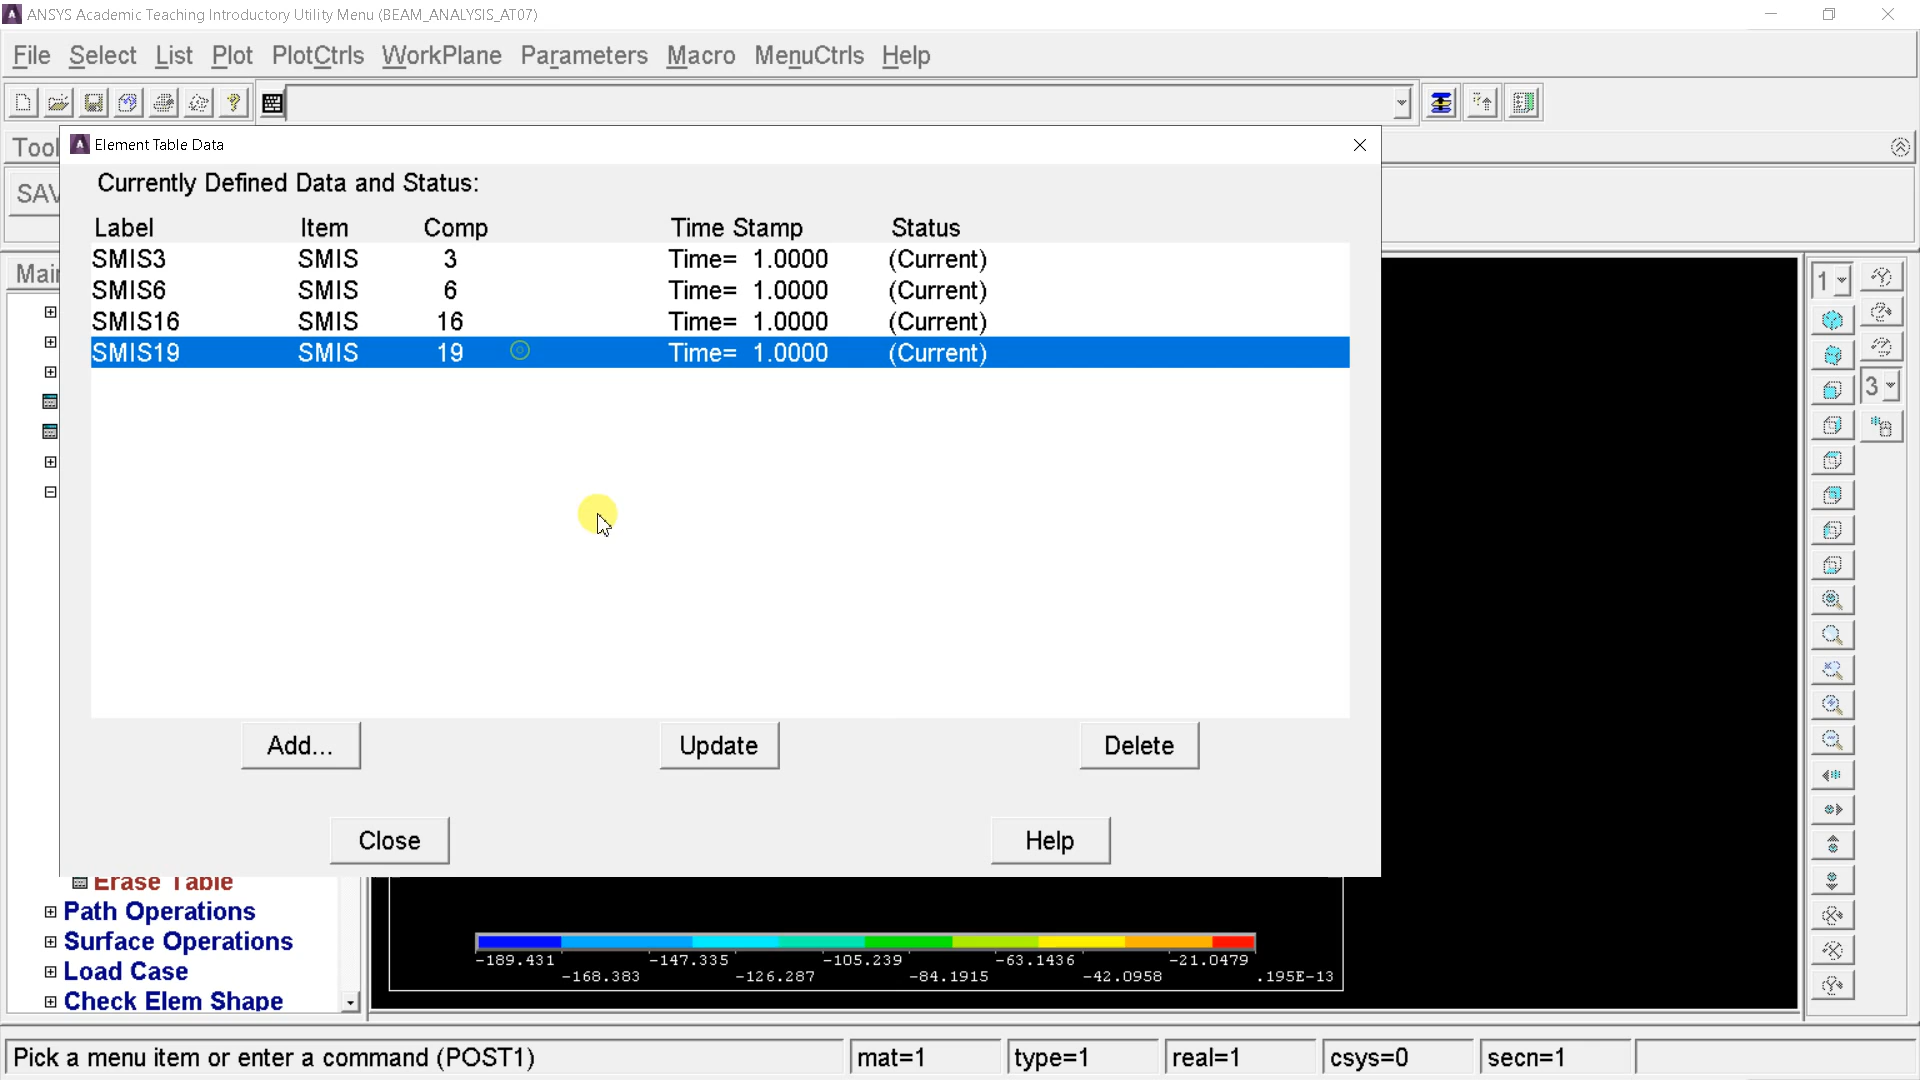 ANSYS Academic Teaching Introductory Utility Menu (BEAM_ANALYSIS_AT07)
File Select List Plot PlotCtrls WorkPlane Parameters Macro MenuCtrls Help
Element Table Data
Currently Defined Data and Status:
Label Item Comp Time Stamp Status
SMIS3 SMIS 3 Time= 1.0000 (Current)
SMIS6 SMIS 6 Time= 1.0000 (Current)
SMIS16 SMIS 16 Time= 1.0000 (Current)
SMIS19 SMIS 19 Time= 1.0000 (Current)
1
3
Add... Update Delete
Close Help
Erase Table
Path Operations
Surface Operations
Load Case
Check Elem Shape
-189.431 -147.335 -105.239 -63.1436 -21.0479
-168.383 -126.287 -84.1915 -42.0958 .195E-13
Pick a menu item or enter a command (POST1) mat=1 type=1 real=1 csys=0 secn=1